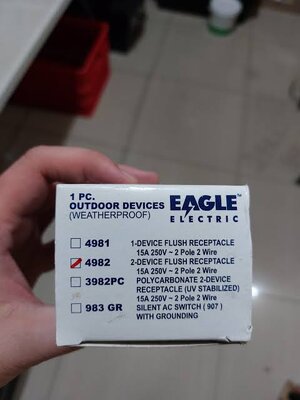 1 PC.
OUTDOOR DEVICES
(WEATHERPROOF)
EAGLE™
ELECTRIC
4981 1-DEVICE FLUSH RECEPTACLE
15A 250V ~ 2 Pole 2 Wire
4982 2-DEVICE FLUSH RECEPTACLE
15A 250V ~ 2 Pole 2 Wire
3982PC POLYCARBONATE 2-DEVICE
RECEPTACLE (UV STABILIZED)
15A 250V ~ 2 Pole 2 Wire
983 GR SILENT AC SWITCH ( 907 )
WITH GROUNDING